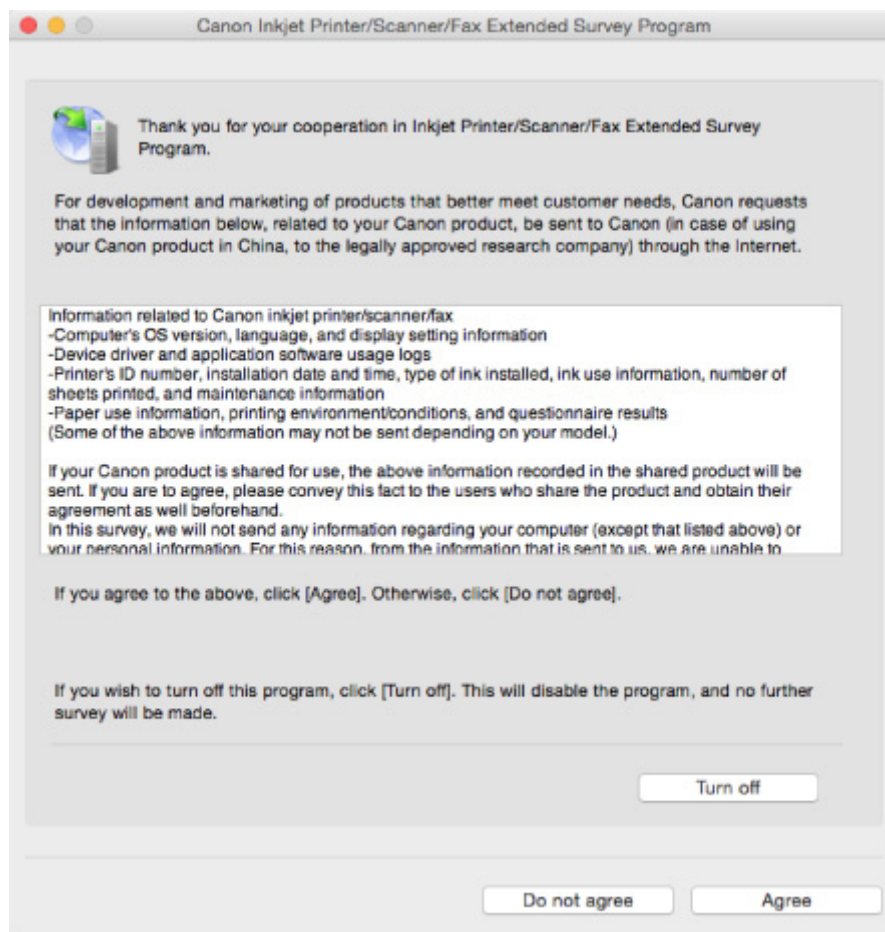 Canon Inkjet Printer/Scanner/Fax Extended Survey Program
Thank you for your cooperation in Inkjet Printer/Scanner/Fax Extended Survey
Program.
For development and marketing of products that better meet customer needs, Canon requests
that the information below, related to your Canon product, be sent to Canon (in case of using
your Canon product in China, to the legally approved research company) through the Internet.
Information related to Canon inkjet printer/scanner/fax
-Computer's OS version, language, and display setting information
-Device driver and application software usage logs
-Printer's ID number, installation date and time, type of ink installed, ink use information, number of
sheets printed, and maintenance information
-Paper use information, printing environment/conditions, and questionnaire results
(Some of the above information may not be sent depending on your model.)
If your Canon product is shared for use, the above information recorded in the shared product will be
sent. If you are to agree, please convey this fact to the users who share the product and obtain their
agreement as well beforehand.
In this survey, we will not send any information regarding your computer (except that listed above) or
your personal information. For this reason, from the information that is sent to us, we are unable to
If you agree to the above, click [Agree]. Otherwise, click [Do not agree].
If you wish to turn off this program, click [Turn off]. This will disable the program, and no further
survey will be made.
Turn off
Do not agree
Agree